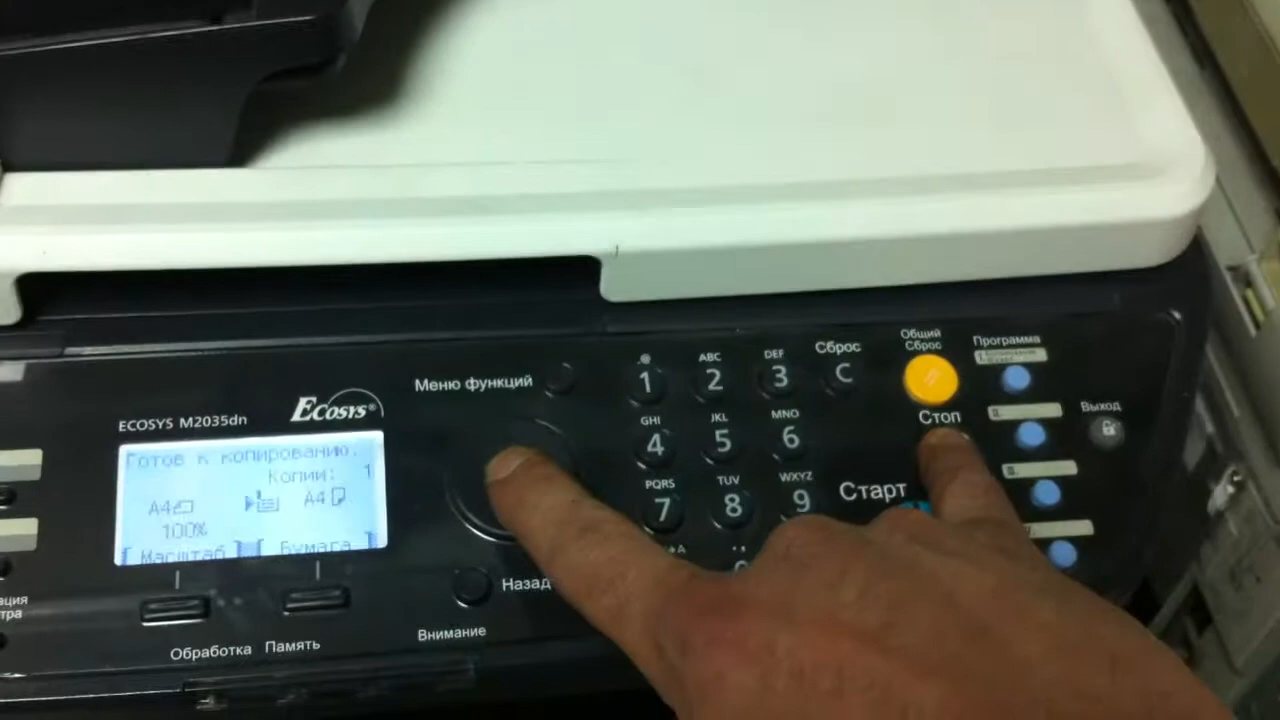 ECOSYS M2035dn
ECOSYS®
Готов к копированию.
Копии: 1
A4
A4
100%
Масштаб
Бумага
Обработка
Память
Меню функций
Назад
Внимание
.@
1
ABC
2
DEF
3
GHI
4
JKL
5
MNO
6
PQRS
7
TUV
8
WXYZ
9
Сброс
C
Общий
Сброс
Стоп
Старт
Программа
I.
II.
Выход